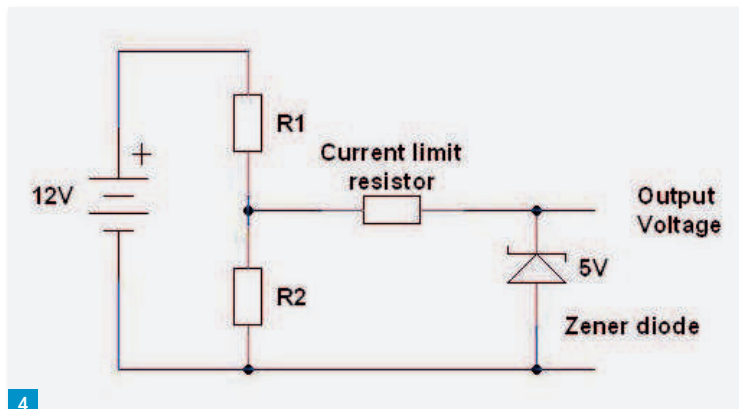 R1
Current limit
resistor
+
12V
Output
Voltage
R2
5V
Zener diode
4